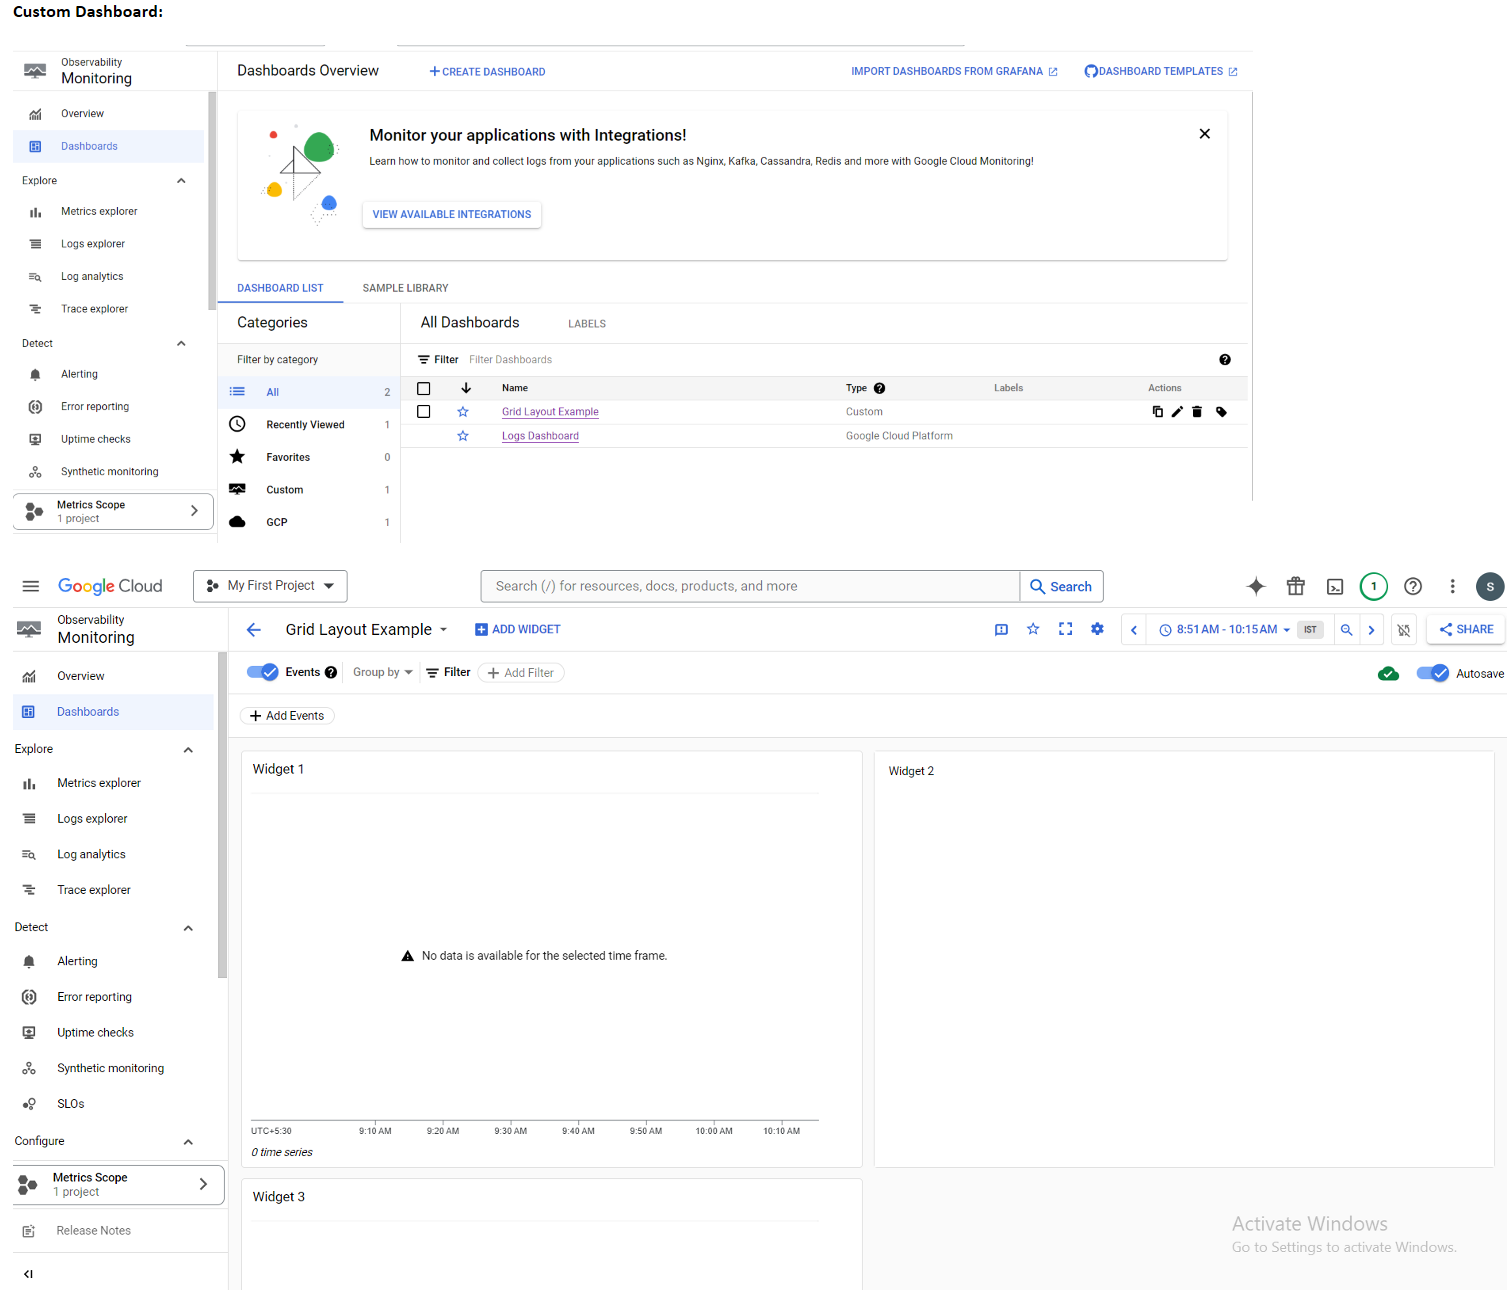 Custom Dashboard:
Observability
Monitoring
Dashboards Overview
CREATE DASHBOARD
IMPORT DASHBOARDS FROM GRAFANA
DASHBOARD TEMPLATES
Overview
Dashboards
Explore
Metrics explorer
Logs explorer
Log analytics
Trace explorer
Detect
Alerting
Error reporting
Uptime checks
Synthetic monitoring
Metrics Scope
1 project
Monitor your applications with Integrations!
Learn how to monitor and collect logs from your applications such as Nginx, Kafka, Cassandra, Redis and more with Google Cloud Monitoring!
VIEW AVAILABLE INTEGRATIONS
DASHBOARD LIST
SAMPLE LIBRARY
Categories
Filter by category
All 2
Recently Viewed 1
Favorites 0
Custom 1
GCP 1
All Dashboards
LABELS
Filter Filter Dashboards
Name Type Labels Actions
Grid Layout Example Custom
Logs Dashboard Google Cloud Platform
Google Cloud
My First Project
Search (/) for resources, docs, products, and more
Search
1
S
Observability
Monitoring
Grid Layout Example
ADD WIDGET
8:51 AM - 10:15 AM
IST
SHARE
Overview
Dashboards
Explore
Metrics explorer
Logs explorer
Log analytics
Trace explorer
Detect
Alerting
Error reporting
Uptime checks
Synthetic monitoring
SLOs
Configure
Metrics Scope
1 project
Release Notes
Events
Group by
Filter
Add Filter
Autosave
Add Events
Widget 1
No data is available for the selected time frame.
UTC+5:30 9:10 AM 9:20 AM 9:30 AM 9:40 AM 9:50 AM 10:00 AM 10:10 AM
0 time series
Widget 2
Widget 3
Activate Windows
Go to Settings to activate Windows.